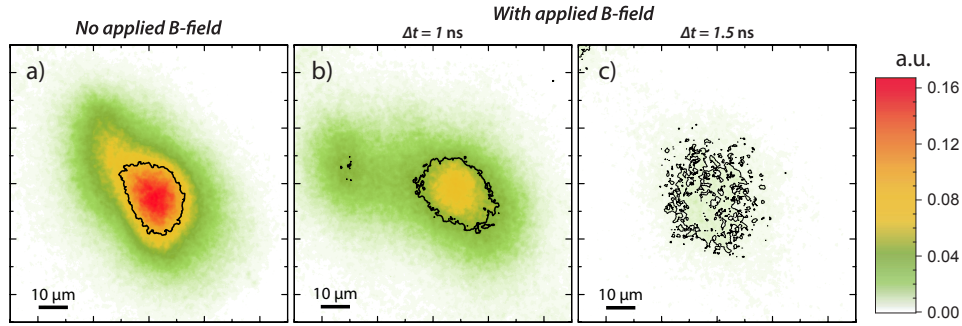 No applied B-field
With applied B-field
Δt = 1 ns
Δt = 1.5 ns
a)
b)
c)
10 μm
10 μm
10 μm
a.u.
0.16
0.12
0.08
0.04
0.00